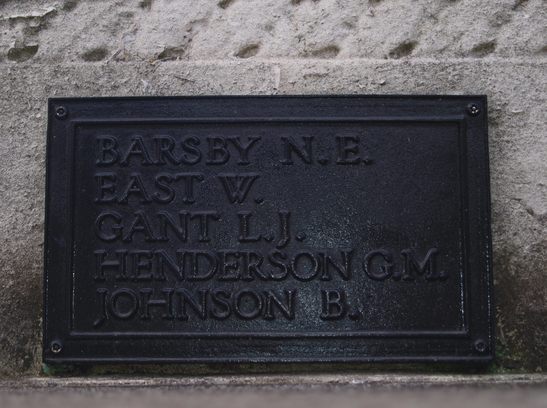 BARSBY N.E.
EAST W.
GANT L.J.
HENDERSON G.M.
JOHNSON B.